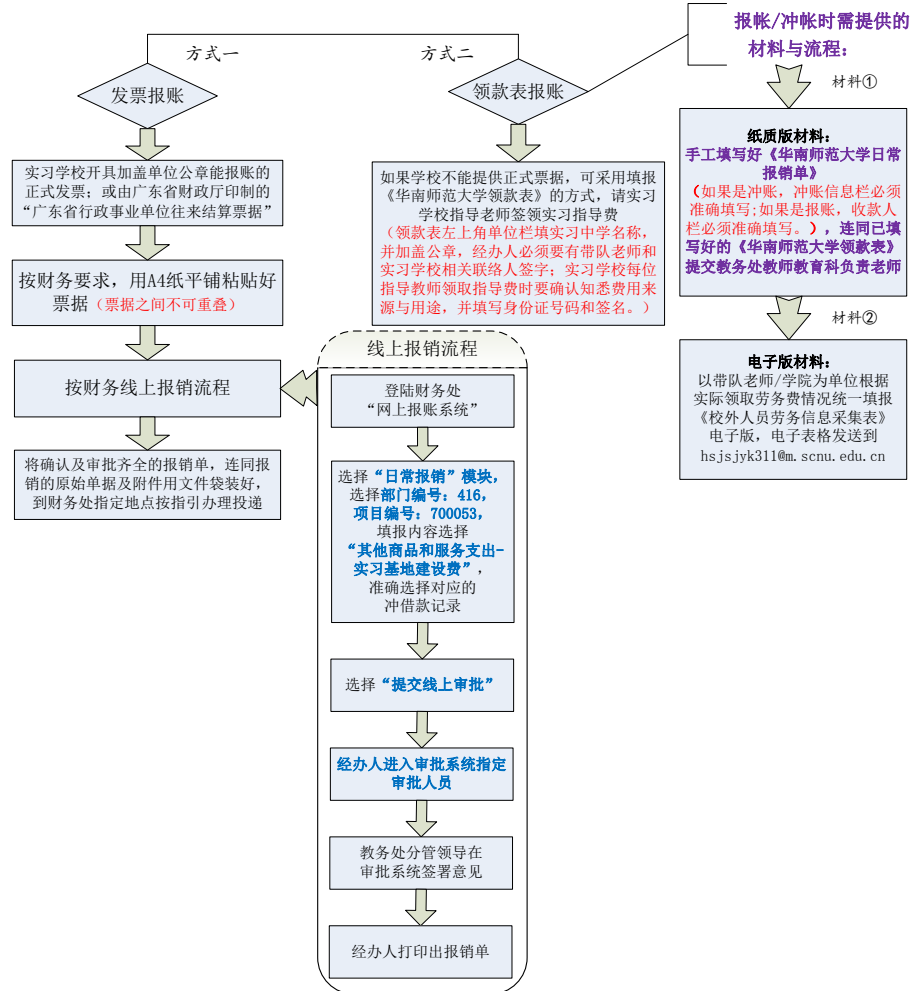 方式一
发票报账
实习学校开具加盖单位公章能报账的
正式发票；或由广东省财政厅印制的
“广东省行政事业单位往来结算票据”
按财务要求，用A4纸平铺粘贴好
票据（票据之间不可重叠）
按财务线上报销流程
将确认及审批齐全的报销单，连同报
销的原始单据及附件用文件袋装好，
到财务处指定地点按指引办理投递
方式二
领款表报账
如果学校不能提供正式票据，可采用填报
《华南师范大学领款表》的方式，请实习
学校指导老师签领实习指导费
（领款表左上角单位栏填实习中学名称，
并加盖公章，经办人必须要有带队老师和
实习学校相关联络人签字；实习学校每位
指导教师领取指导费时要确认知悉费用来
源与用途，并填写身份证号码和签名。）
线上报销流程
登陆财务处
“网上报账系统”
选择“日常报销”模块，
选择部门编号：416，
项目编号：700053，
填报内容选择
“其他商品和服务支出-
实习基地建设费”，
准确选择对应的
冲借款记录
选择“提交线上审批”
经办人进入审批系统指定
审批人员
教务处分管领导在
审批系统签署意见
经办人打印出报销单
报帐/冲帐时需提供的
材料与流程：
材料①
纸质版材料：
手工填写好《华南师范大学日常
报销单》
（如果是冲账，冲账信息栏必须
准确填写;如果是报账，收款人
栏必须准确填写。），连同已填
写好的《华南师范大学领款表》
提交教务处教师教育科负责老师
材料②
电子版材料：
以带队老师/学院为单位根据
实际领取劳务费情况统一填报
《校外人员劳务信息采集表》
电子版，电子表格发送到
hsjsjyk311@m.scnu.edu.cn